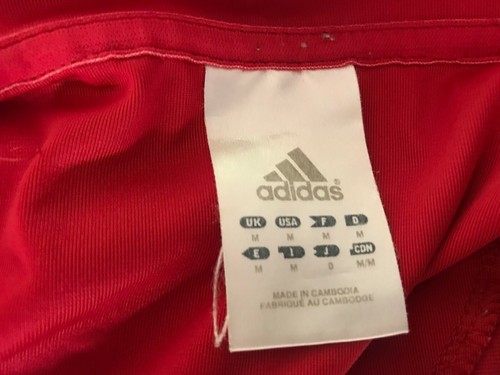 adidas®
UK USA F D
M M M M
E I J CDN
M M O M/M
MADE IN CAMBODIA
FABRIQUÉ AU CAMBODGE